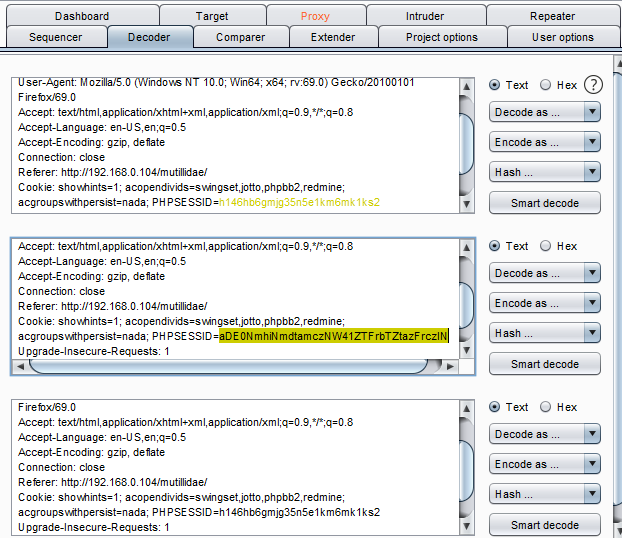 Dashboard Target Proxy Intruder Repeater
Sequencer Decoder Comparer Extender Project options User options
User-Agent: Mozilla/5.0 (Windows NT 10.0; Win64; x64; rv:69.0) Gecko/20100101
Firefox/69.0
Accept: text/html,application/xhtml+xml,application/xml;q=0.9,*/*;q=0.8
Accept-Language: en-US,en;q=0.5
Accept-Encoding: gzip, deflate
Connection: close
Referer: http://192.168.0.104/mutillidae/
Cookie: showhints=1; acopendivids=swingset,jotto,phpbb2,redmine;
acgroupswithpersist=nada; PHPSESSID=h146hb6gmjg35n5e1km6mk1ks2
Text Hex ?
Decode as ...
Encode as ...
Hash ...
Smart decode
Accept: text/html,application/xhtml+xml,application/xml;q=0.9,*/*;q=0.8
Accept-Language: en-US,en;q=0.5
Accept-Encoding: gzip, deflate
Connection: close
Referer: http://192.168.0.104/mutillidae/
Cookie: showhints=1; acopendivids=swingset,jotto,phpbb2,redmine;
acgroupswithpersist=nada; PHPSESSID=aDE0NmhiNmdtamczNW41ZTFrbTZtazFrczIN
Upgrade-Insecure-Requests: 1
Text Hex
Decode as ...
Encode as ...
Hash ...
Smart decode
Firefox/69.0
Accept: text/html,application/xhtml+xml,application/xml;q=0.9,*/*;q=0.8
Accept-Language: en-US,en;q=0.5
Accept-Encoding: gzip, deflate
Connection: close
Referer: http://192.168.0.104/mutillidae/
Cookie: showhints=1; acopendivids=swingset,jotto,phpbb2,redmine;
acgroupswithpersist=nada; PHPSESSID=h146hb6gmjg35n5e1km6mk1ks2
Upgrade-Insecure-Requests: 1
Text Hex
Decode as ...
Encode as ...
Hash ...
Smart decode